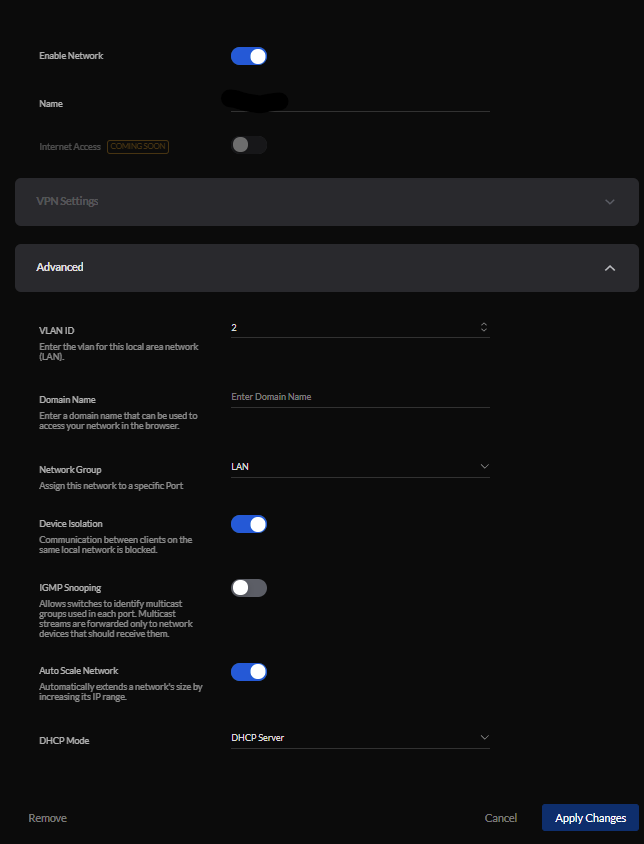 Enable Network
Name
Internet Access COMING SOON
VPN Settings
Advanced
VLAN ID 2
Enter the vlan for this local area network
(LAN).
Domain Name Enter Domain Name
Enter a domain name that can be used to
access your network in the browser.
Network Group LAN
Assign this network to a specific Port
Device Isolation
Communication between clients on the
same local network is blocked.
IGMP Snooping
Allows switches to identify multicast
groups used in each port. Multicast
streams are forwarded only to network
devices that should receive them.
Auto Scale Network
Automatically extends a network's size by
increasing its IP range.
DHCP Mode DHCP Server
Remove Cancel Apply Changes